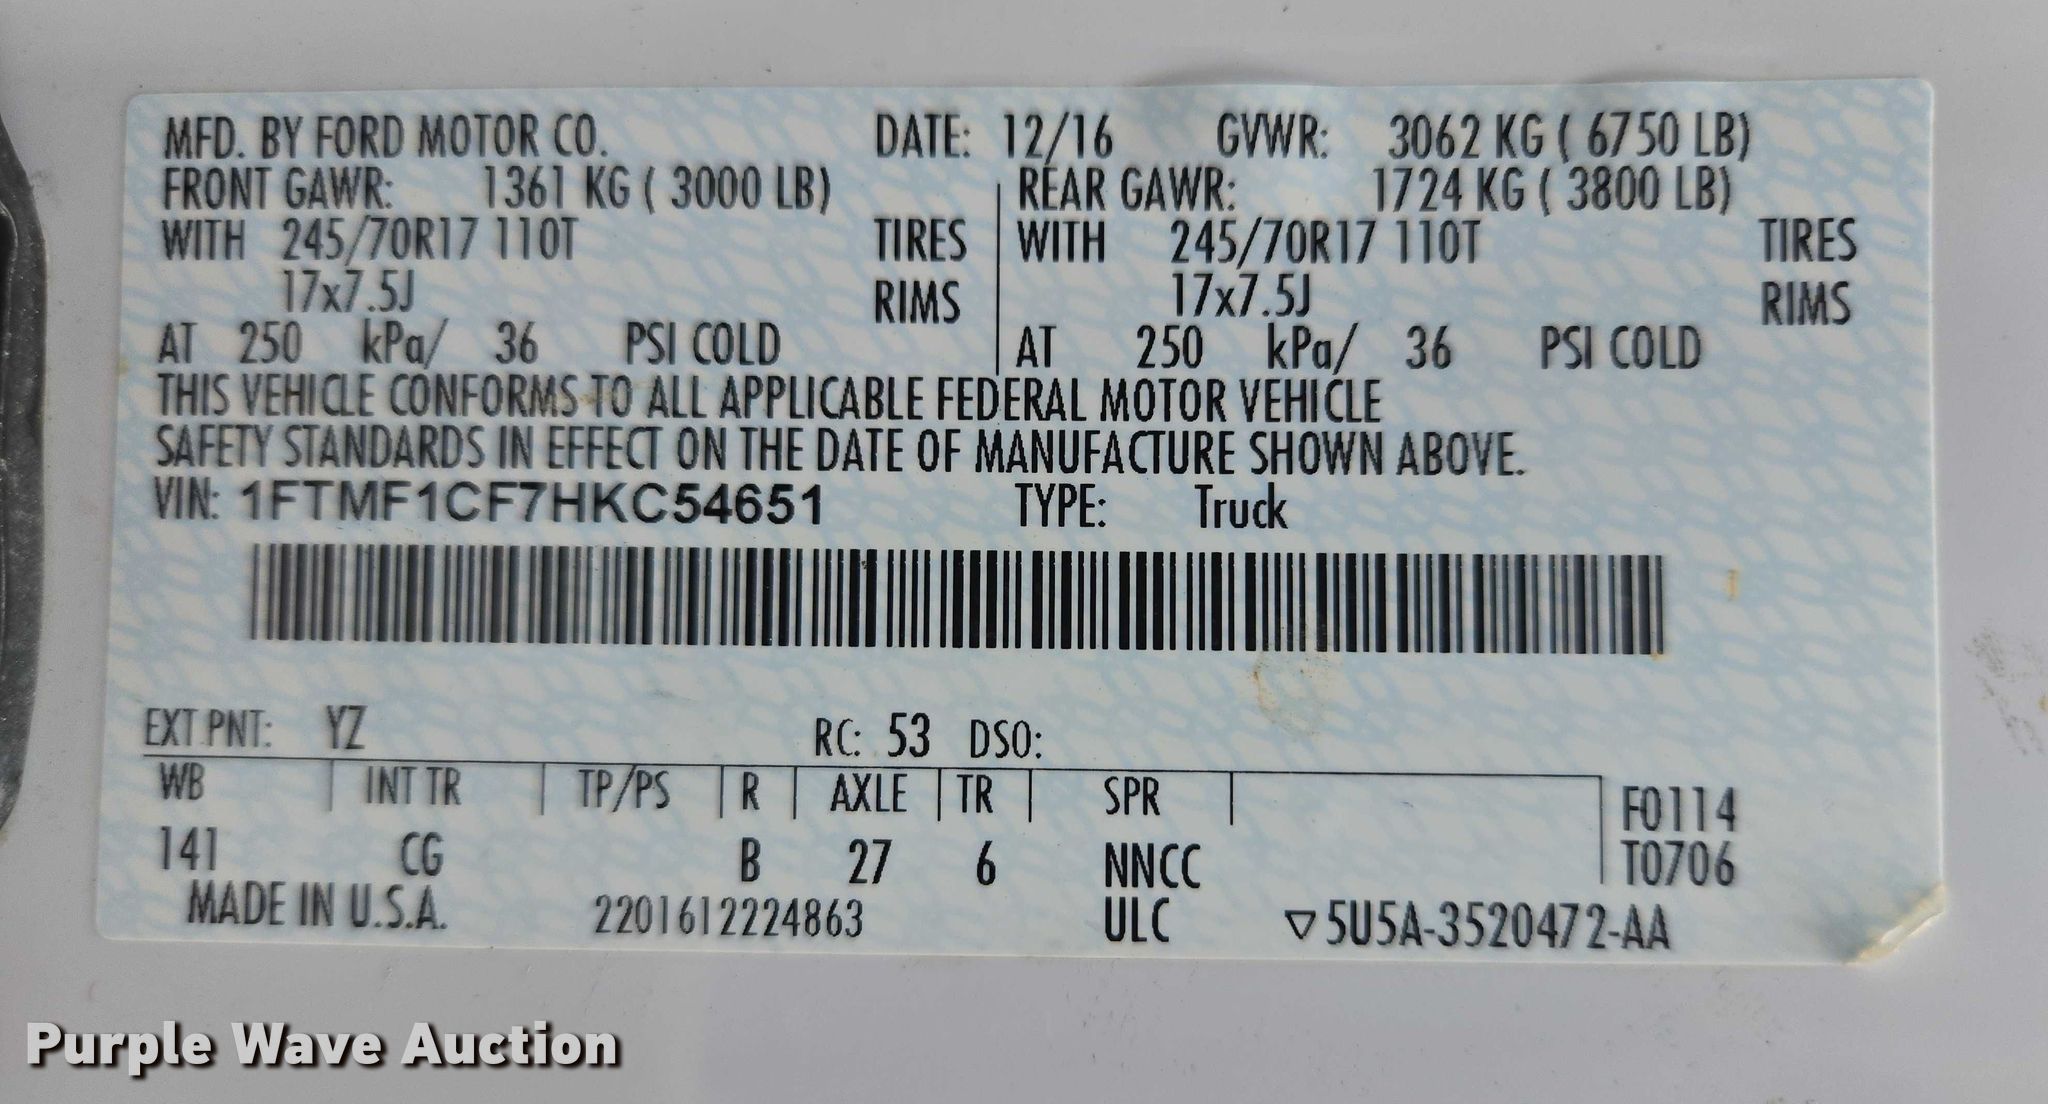 MFD. BY FORD MOTOR CO. DATE: 12/16 GVWR: 3062 KG ( 6750 LB)
FRONT GAWR: 1361 KG ( 3000 LB) REAR GAWR: 1724 KG ( 3800 LB)
WITH 245/70R17 110T TIRES WITH 245/70R17 110T TIRES
17x7.5J RIMS 17x7.5J RIMS
AT 250 kPa/ 36 PSI COLD AT 250 kPa/ 36 PSI COLD
THIS VEHICLE CONFORMS TO ALL APPLICABLE FEDERAL MOTOR VEHICLE
SAFETY STANDARDS IN EFFECT ON THE DATE OF MANUFACTURE SHOWN ABOVE.
VIN: 1FTMF1CF7HKC54651 TYPE: Truck
EXT PNT: YZ RC: 53 DSO:
WB INT TR TP/PS R AXLE TR SPR F0114
141 CG B 27 6 NNCC T0706
MADE IN U.S.A. 2201612224863 ULC ▽5U5A-3520472-AA
Purple Wave Auction